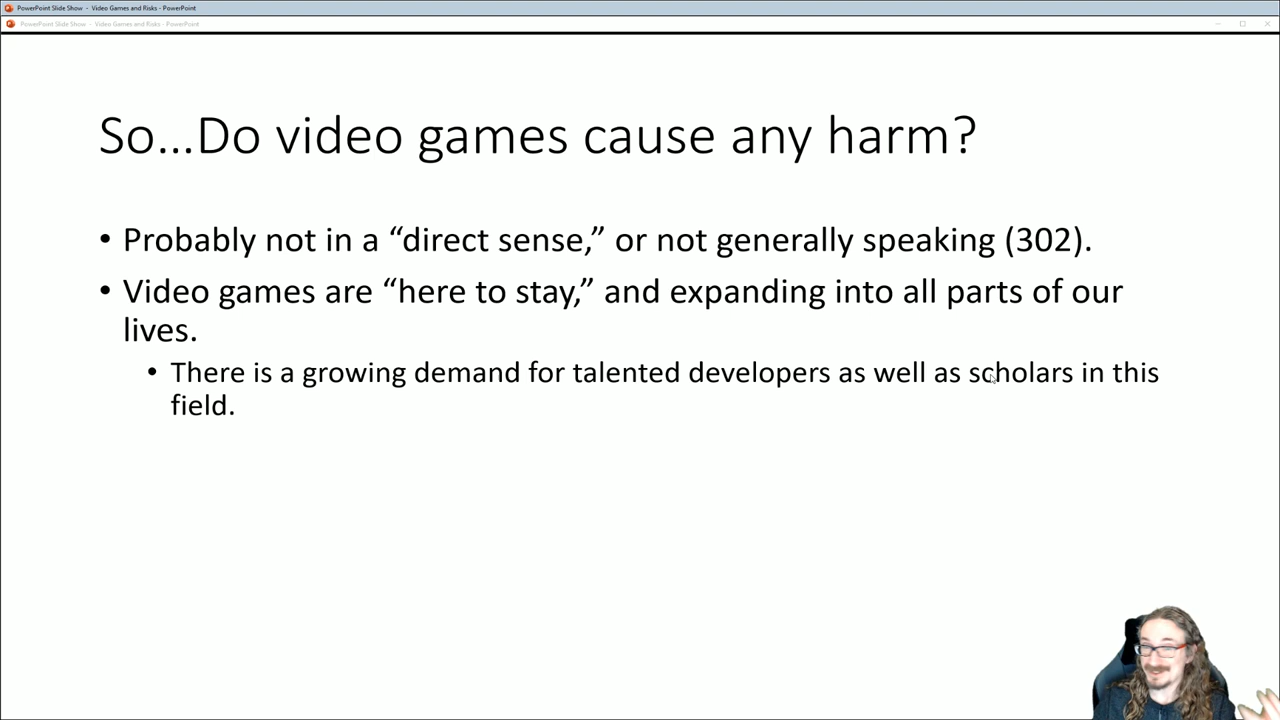 PowerPoint Slide Show - Video Games and Risks - PowerPoint
PowerPoint Slide Show - Video Games and Risks - PowerPoint
So...Do video games cause any harm?
• Probably not in a “direct sense,” or not generally speaking (302).
• Video games are “here to stay,” and expanding into all parts of our
lives.
• There is a growing demand for talented developers as well as scholars in this
field.